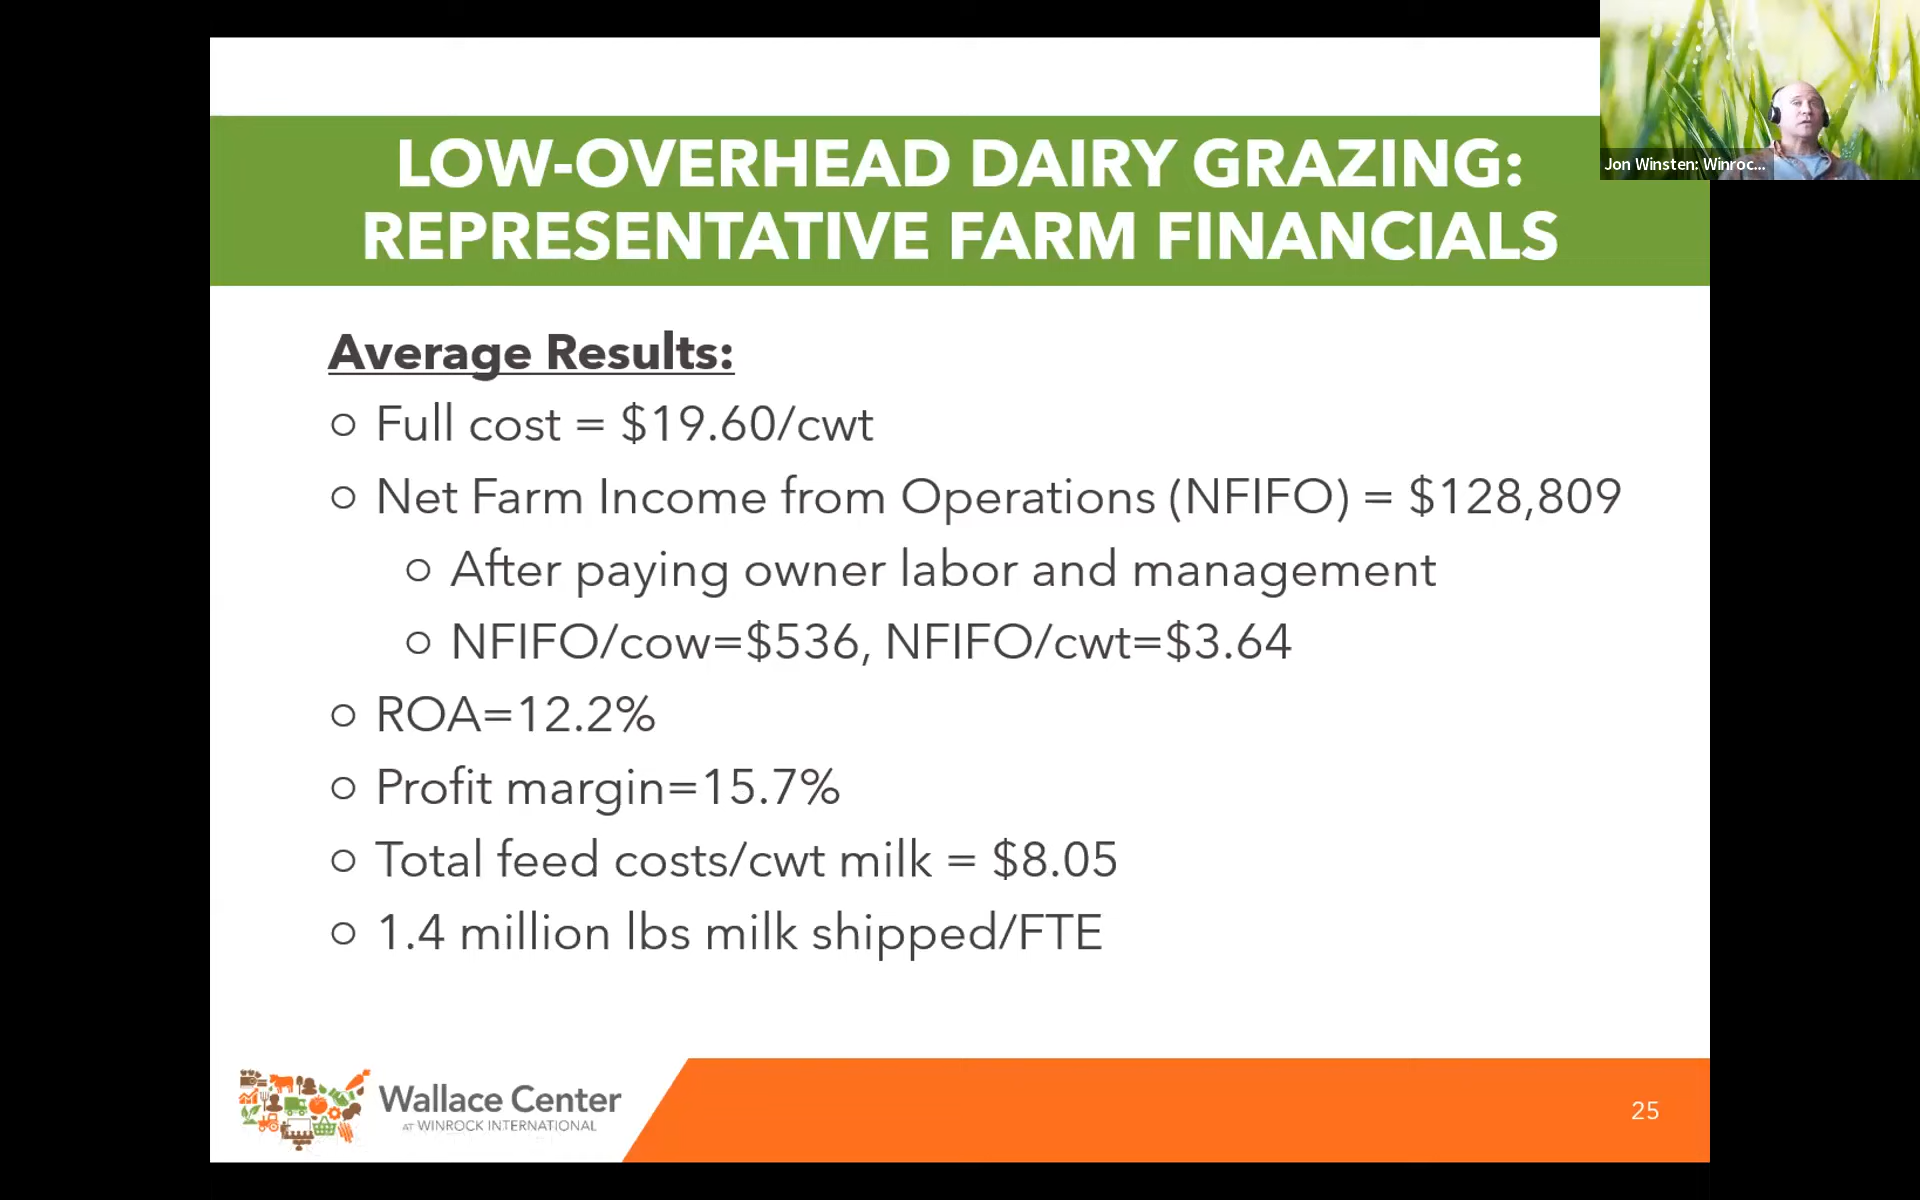 Jon Winsten: Winroc...
LOW-OVERHEAD DAIRY GRAZING:
REPRESENTATIVE FARM FINANCIALS
Average Results:
○ Full cost = $19.60/cwt
○ Net Farm Income from Operations (NFIFO) = $128,809
○ After paying owner labor and management
○ NFIFO/cow=$536, NFIFO/cwt=$3.64
○ ROA=12.2%
○ Profit margin=15.7%
○ Total feed costs/cwt milk = $8.05
○ 1.4 million lbs milk shipped/FTE
Wallace Center
AT WINROCK INTERNATIONAL
25